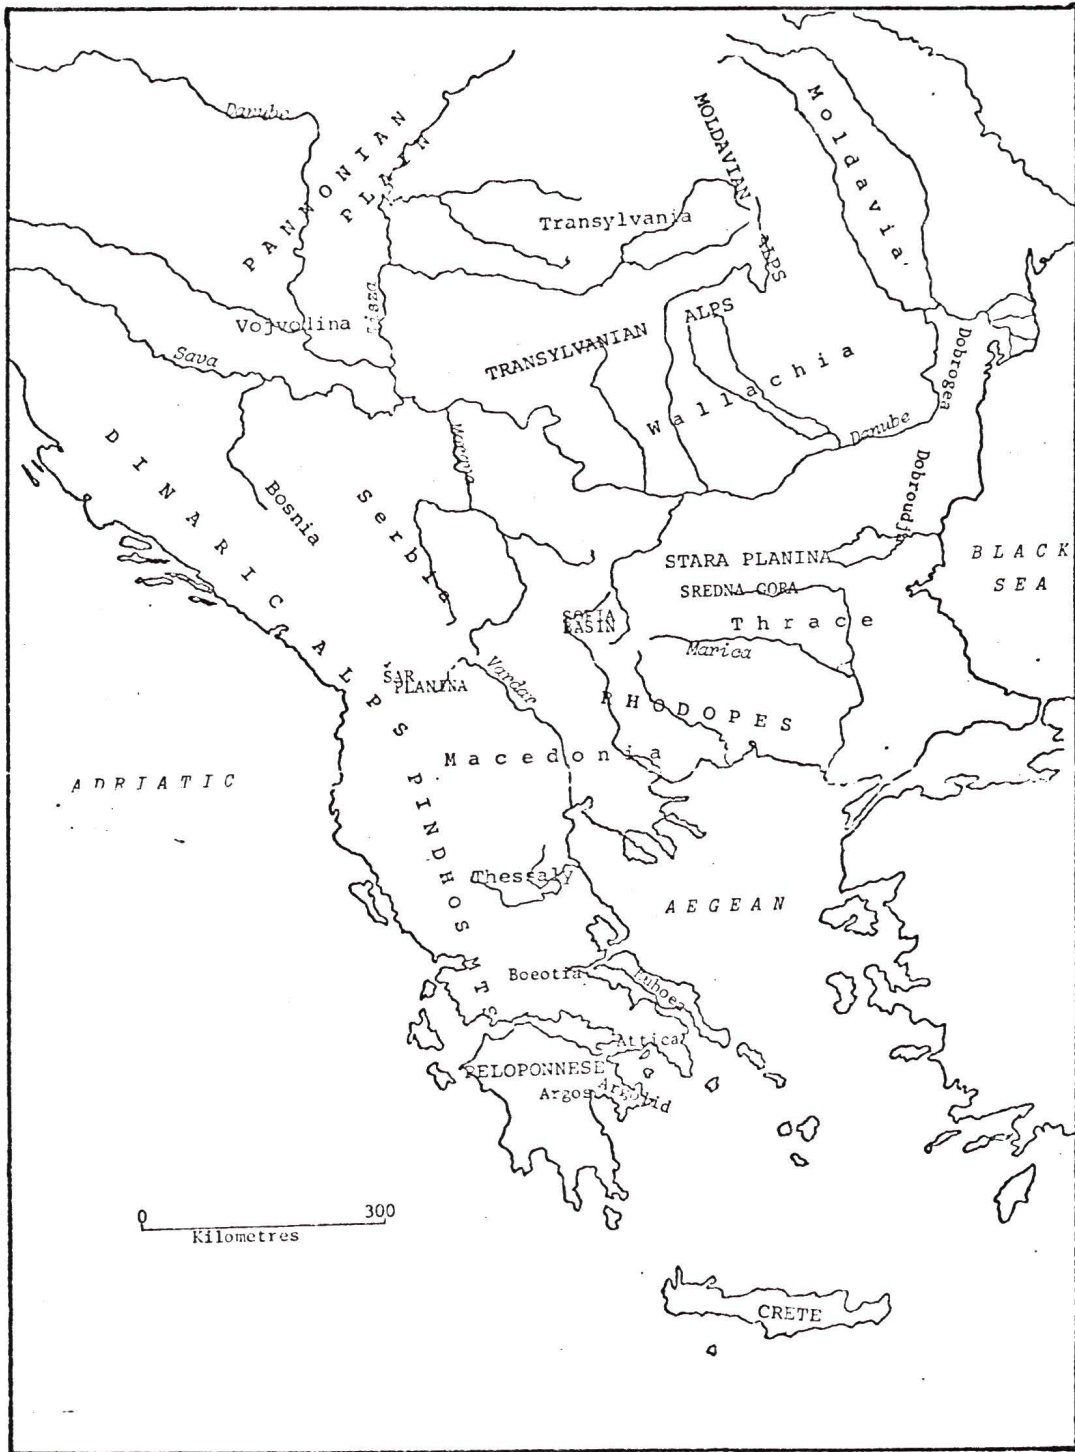 Danube
PANNONIAN
PLAIN
MOLDAVIAN
ALPS
Moldavia
Transylvania
Tisza
Vojvodina
Sava
TRANSYLVANIAN
ALPS
Wallachia
Danube
Dobrogea
Dobroudja
DINARIC ALPS
Bosnia
Serbia
Morava
STARA PLANINA
SREDNA GORA
BLACK
SEA
SOFIA
BASIN
Thrace
Marica
ŠAR
PLANINA
Vardar
RHODOPES
Macedonia
ADRIATIC
PINDHOS MTS
Thessaly
AEGEAN
Boeotia
Euboea
Attica
PELOPONNESE
Argos
Argolid
0
300
Kilometres
CRETE